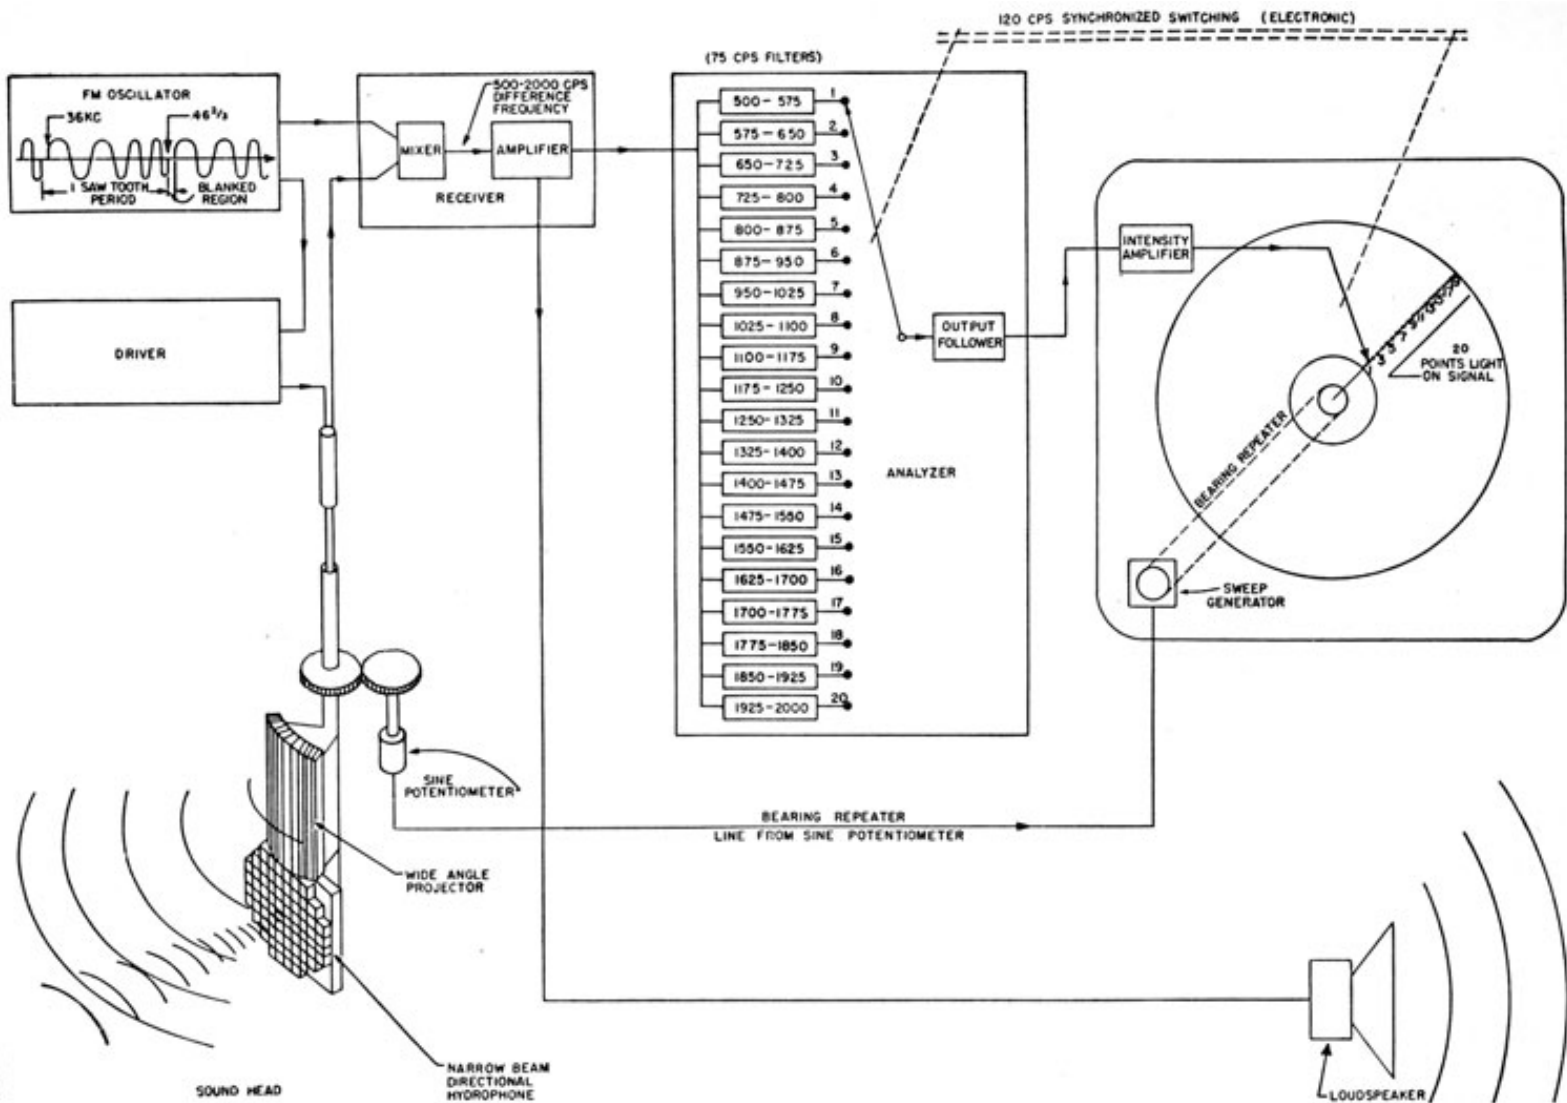 120 CPS SYNCHRONIZED SWITCHING (ELECTRONIC)
(75 CPS FILTERS)
FM OSCILLATOR
36KC
46 2/3
1 SAW TOOTH
PERIOD
BLANKED
REGION
500-2000 CPS
DIFFERENCE
FREQUENCY
MIXER
AMPLIFIER
RECEIVER
DRIVER
500-575
1
575-650
2
650-725
3
725-800
4
800-875
5
875-950
6
950-1025
7
1025-1100
8
1100-1175
9
1175-1250
10
1250-1325
11
1325-1400
12
1400-1475
13
1475-1550
14
1550-1625
15
1625-1700
16
1700-1775
17
1775-1850
18
1850-1925
19
1925-2000
20
OUTPUT
FOLLOWER
ANALYZER
INTENSITY
AMPLIFIER
20
POINTS LIGHT
ON SIGNAL
BEARING REPEATER
SWEEP
GENERATOR
SINE
POTENTIOMETER
BEARING REPEATER
LINE FROM SINE POTENTIOMETER
WIDE ANGLE
PROJECTOR
NARROW BEAM
DIRECTIONAL
HYDROPHONE
SOUND HEAD
LOUDSPEAKER